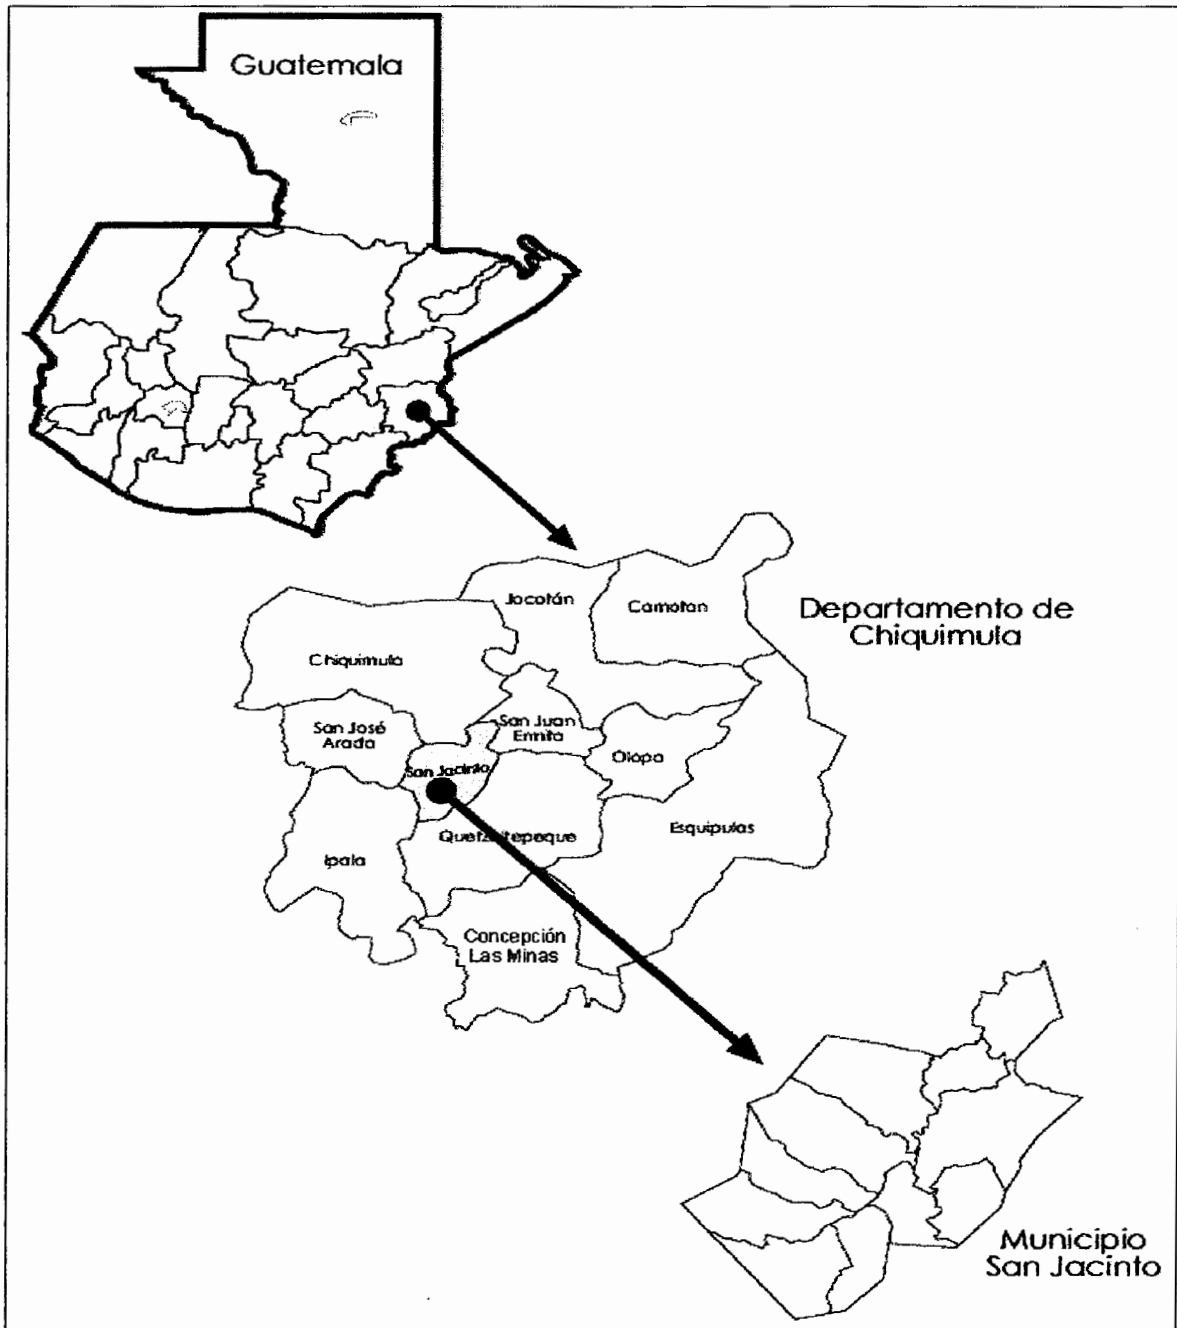 Guatemala
Jocotán
Camotan
Departamento de
Chiquimula
Chiquimula
San José
Arada
San Juan
Ermita
Olopa
San Jacinto
Quetzaltepeque
Esquipulas
Ipala
Concepción
Las Minas
Municipio
San Jacinto